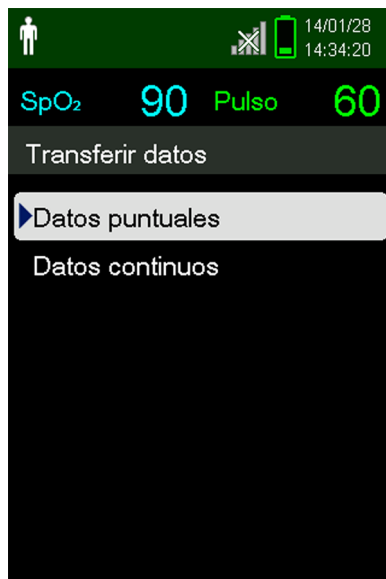 14/01/28
14:34:20
SpO₂ 90 Pulso 60
Transferir datos
Datos puntuales
Datos continuos